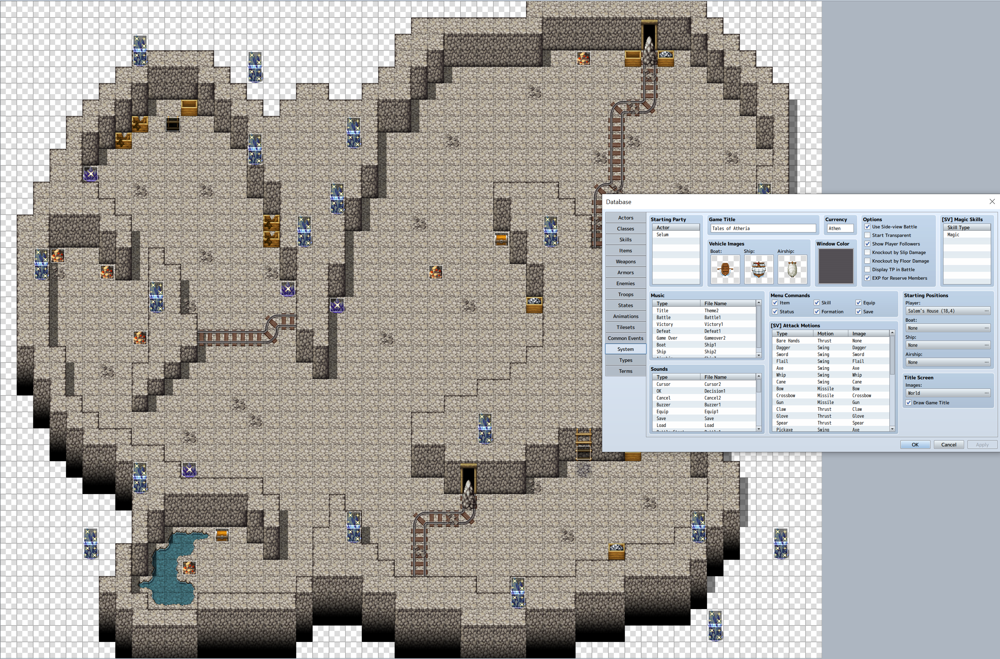 Database
Actors
Classes
Skills
Items
Weapons
Armors
Enemies
Troops
States
Animations
Tilesets
Common Events
System
Types
Terms
Starting Party
Actor
Selum
Game Title
Tales of Atheria
Currency
Athen
Vehicle Images
Boat:
Ship:
Airship:
Window Color
Options
Use Side-view Battle
Start Transparent
Show Player Followers
Knockout by Slip Damage
Knockout by Floor Damage
Display TP in Battle
EXP for Reserve Members
[SV] Magic Skills
Skill Type
Magic
Music
Type File Name
Title Theme2
Battle Battle1
Victory Victory1
Defeat Defeat1
Game Over Gameover2
Boat Ship1
Ship Ship2
Sounds
Type File Name
Cursor Cursor2
OK Decision1
Cancel Cancel2
Buzzer Buzzer1
Equip Equip1
Save Save
Load Load
Menu Commands
Item Skill Equip
Status Formation Save
[SV] Attack Motions
Type Motion Image
Bare Hands Thrust None
Dagger Swing Dagger
Sword Swing Sword
Flail Swing Flail
Axe Swing Axe
Whip Swing Whip
Cane Swing Cane
Bow Missile Bow
Crossbow Missile Crossbow
Gun Missile Gun
Claw Thrust Claw
Glove Thrust Glove
Spear Thrust Spear
Pickaxe Swing Axe
Starting Positions
Player:
Salem's House (18,4) ...
Boat:
None ...
Ship:
None ...
Airship:
None ...
Title Screen
Images:
World ...
Draw Game Title
OK Cancel Apply